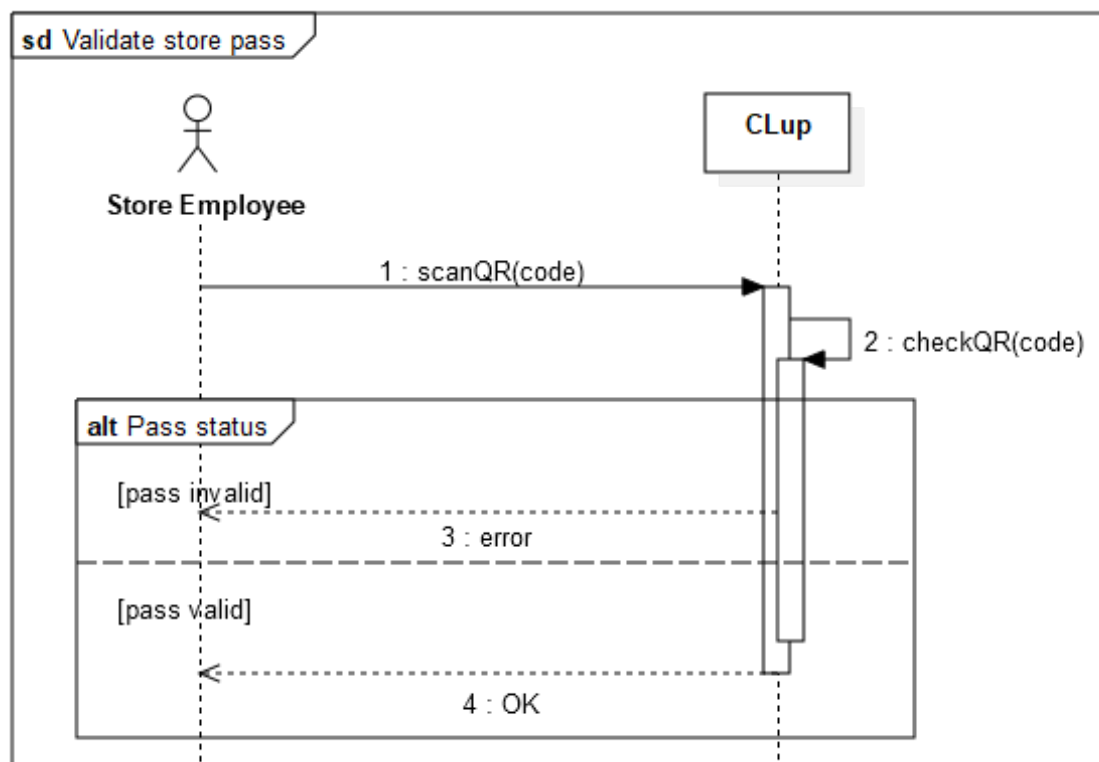 sd Validate store pass
CLup
Store Employee
1 : scanQR(code)
2 : checkQR(code)
alt Pass status
[pass invalid]
3 : error
[pass valid]
4 : OK